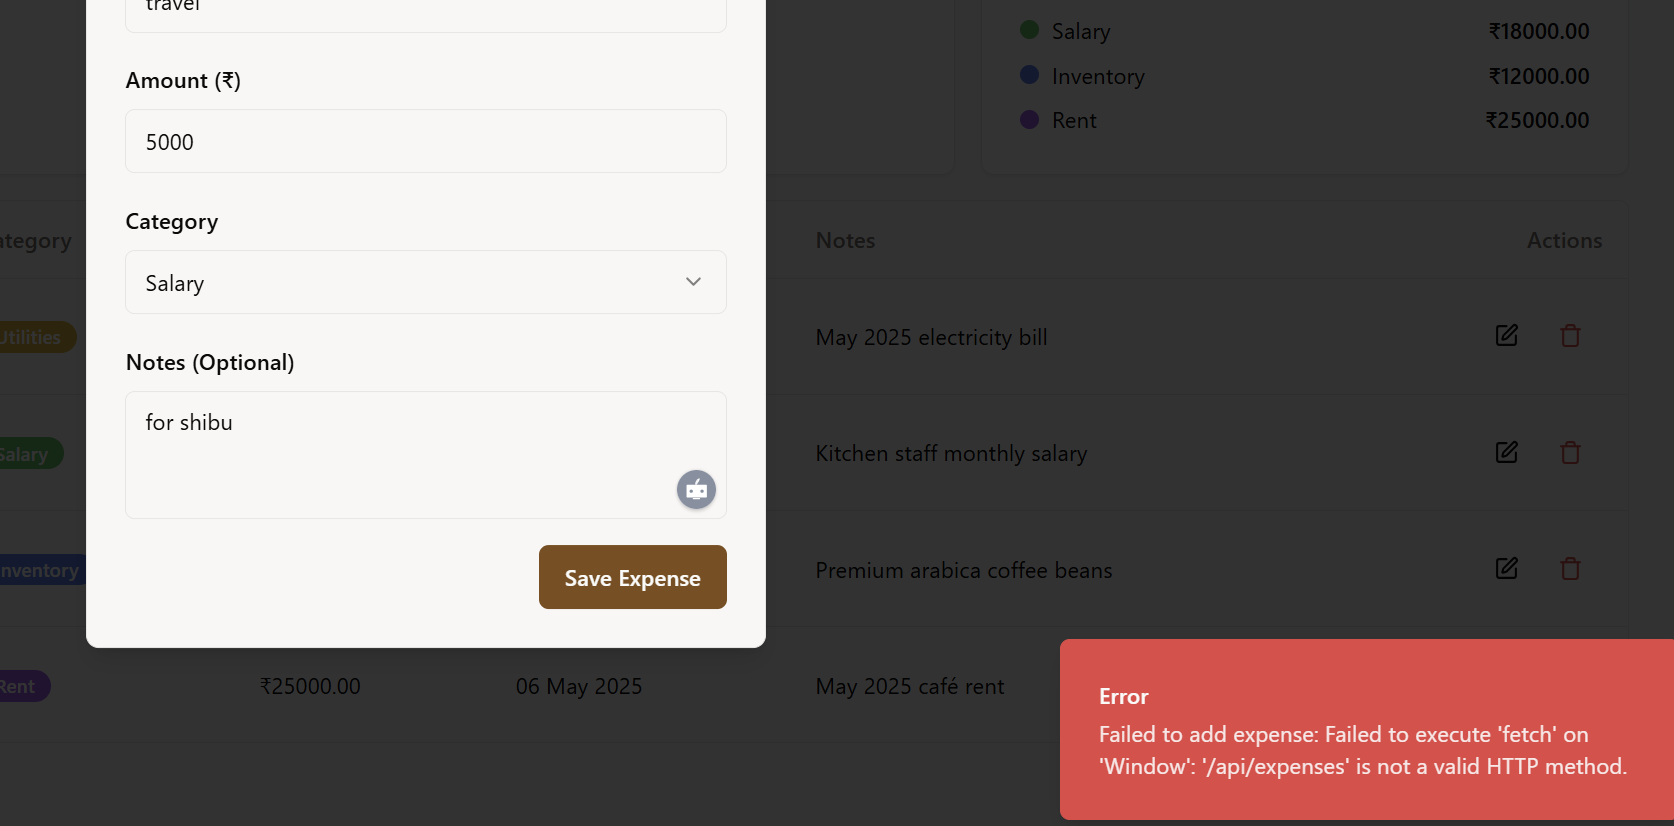 travel
Amount (₹)
5000
Category
Salary
Notes (Optional)
for shibu
Save Expense
Salary ₹18000.00
Inventory ₹12000.00
Rent ₹25000.00
ategory Notes Actions
Utilities May 2025 electricity bill
Salary Kitchen staff monthly salary
nventory Premium arabica coffee beans
Rent ₹25000.00 06 May 2025 May 2025 café rent
Error
Failed to add expense: Failed to execute 'fetch' on
'Window': '/api/expenses' is not a valid HTTP method.